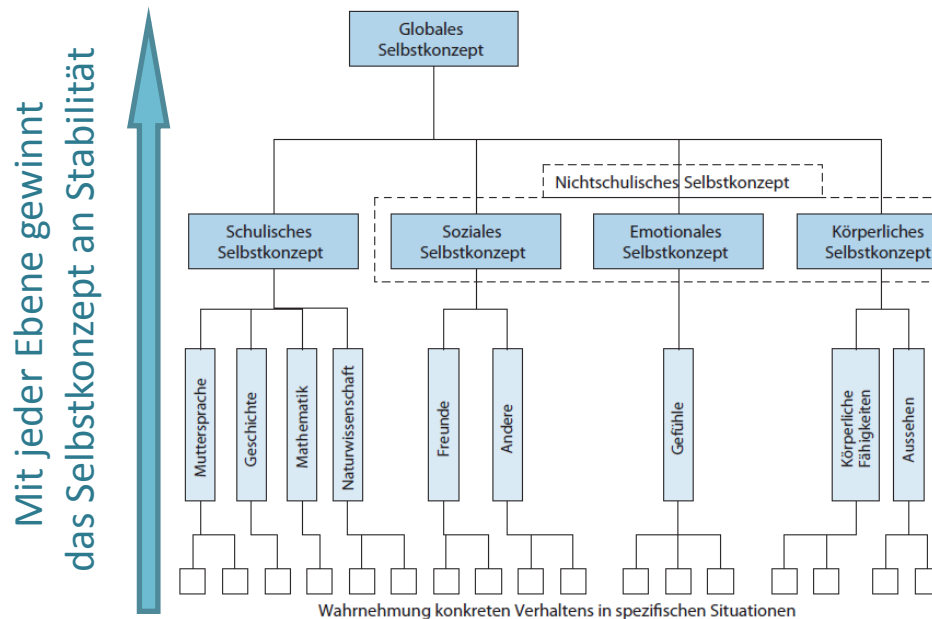 Mit jeder Ebene gewinnt
das Selbstkonzept an Stabilität
Globales
Selbstkonzept
Nichtschulisches Selbstkonzept
Schulisches
Selbstkonzept
Soziales
Selbstkonzept
Emotionales
Selbstkonzept
Körperliches
Selbstkonzept
Muttersprache
Geschichte
Mathematik
Naturwissenschaft
Freunde
Andere
Gefühle
Körperliche
Fähigkeiten
Aussehen
Wahrnehmung konkreten Verhaltens in spezifischen Situationen